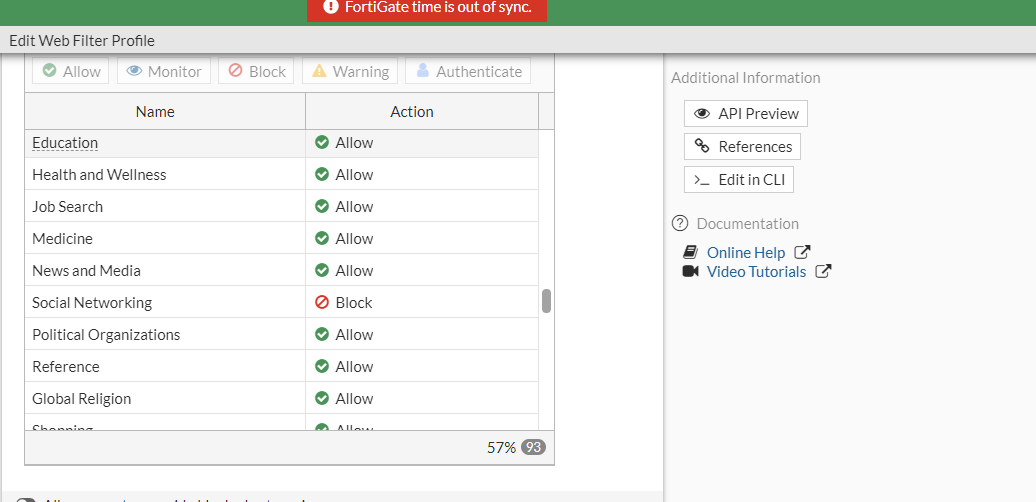 FortiGate time is out of sync.
Edit Web Filter Profile
Allow Monitor Block Warning Authenticate
Name Action
Education Allow
Health and Wellness Allow
Job Search Allow
Medicine Allow
News and Media Allow
Social Networking Block
Political Organizations Allow
Reference Allow
Global Religion Allow
Shopping Allow
57% 93
Additional Information
API Preview
References
>_ Edit in CLI
Documentation
Online Help
Video Tutorials